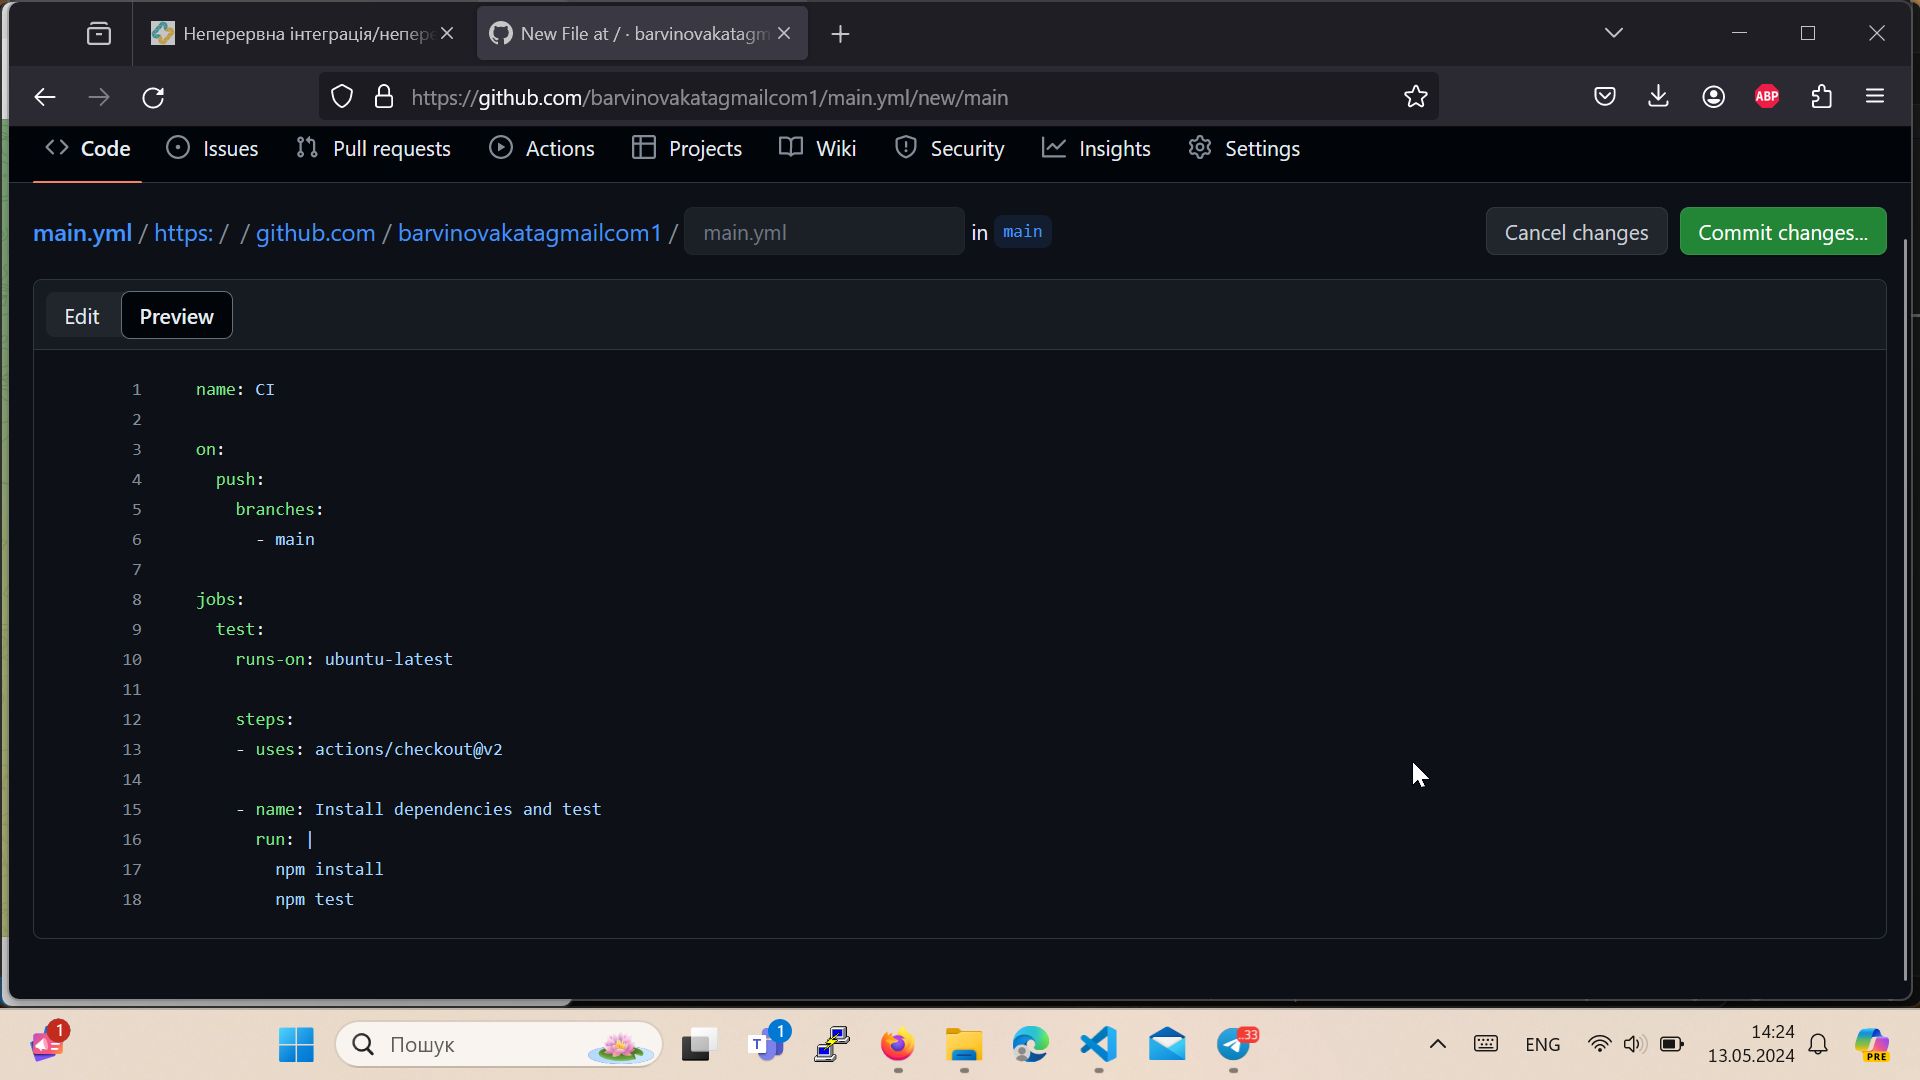 Неперервна інтеграція/непере
New File at / · barvinovakatagm
https://github.com/barvinovakatagmailcom1/main.yml/new/main
ABP
Code Issues Pull requests Actions Projects Wiki Security Insights Settings
main.yml / https: / / github.com / barvinovakatagmailcom1 / main.yml in main
Cancel changes Commit changes...
Edit Preview
1 name: CI
2
3 on:
4 push:
5 branches:
6 - main
7
8 jobs:
9 test:
10 runs-on: ubuntu-latest
11
12 steps:
13 - uses: actions/checkout@v2
14
15 - name: Install dependencies and test
16 run: |
17 npm install
18 npm test
1
Пошук
T
1
33
ENG
14:24
13.05.2024
PRE